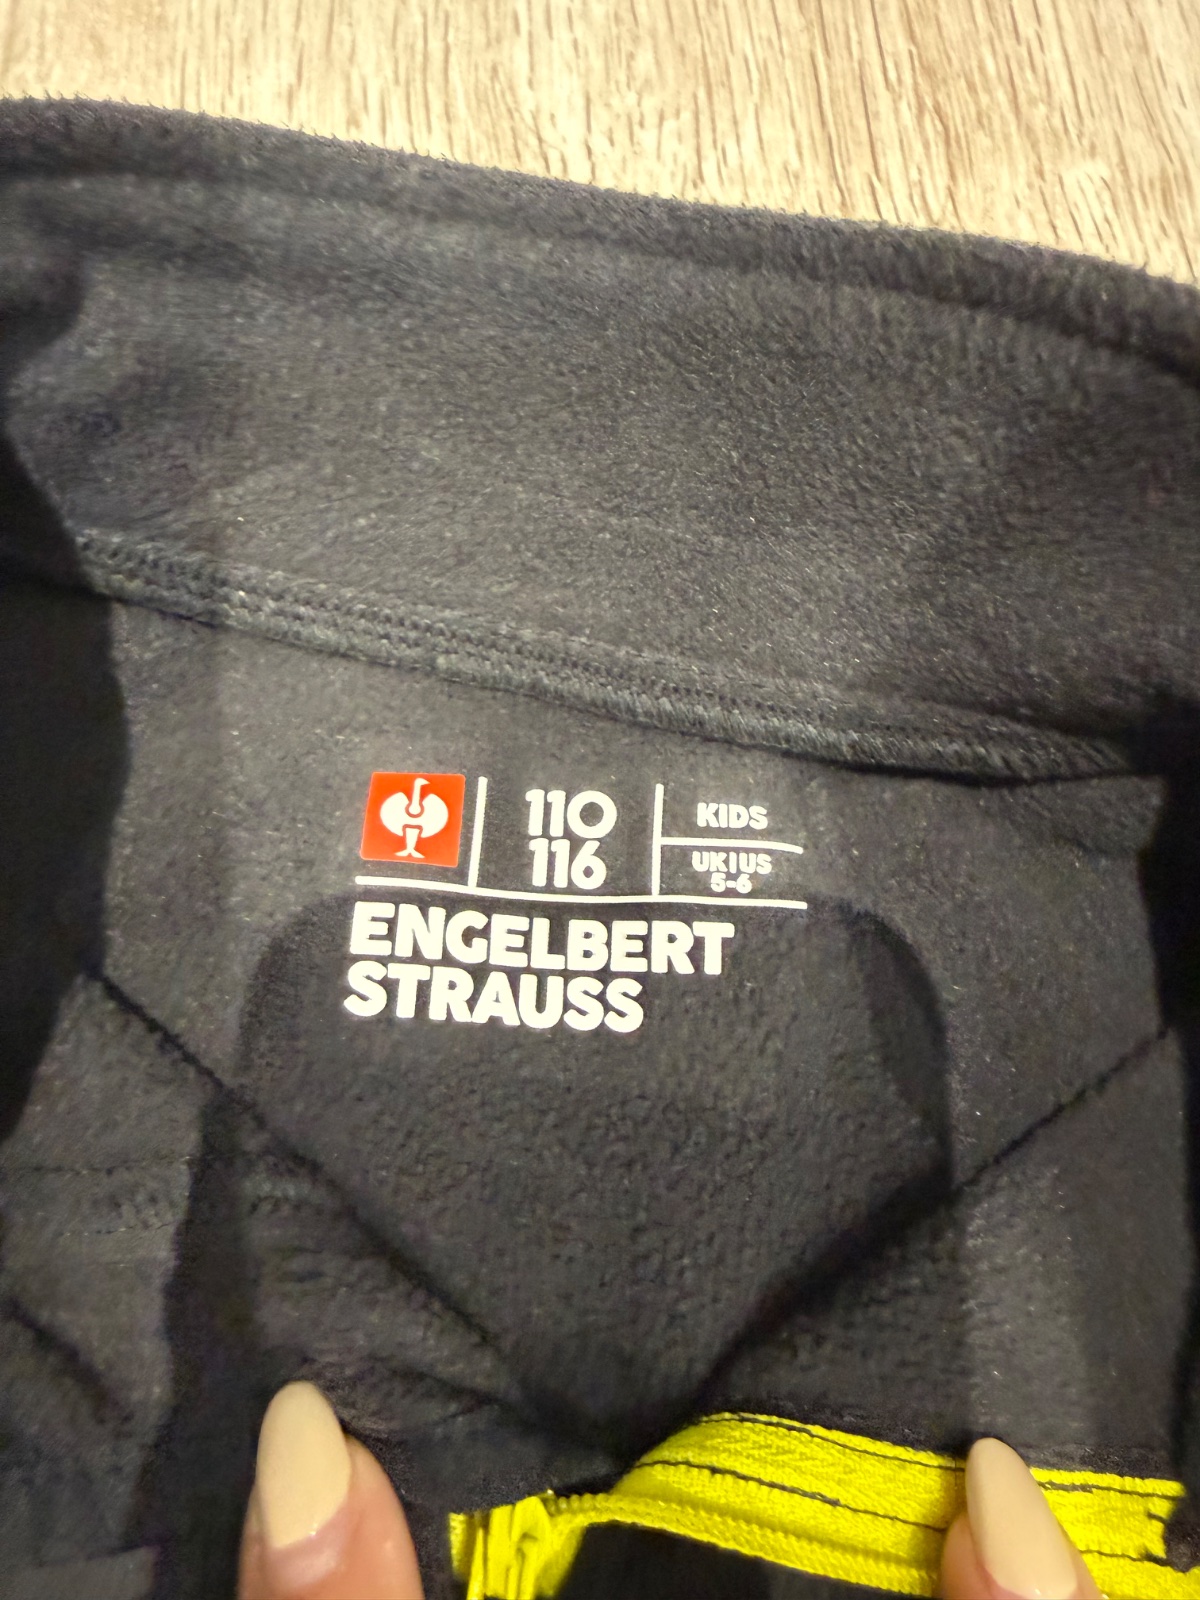 110
116
KIDS
UK|US
5-6
ENGELBERT
STRAUSS